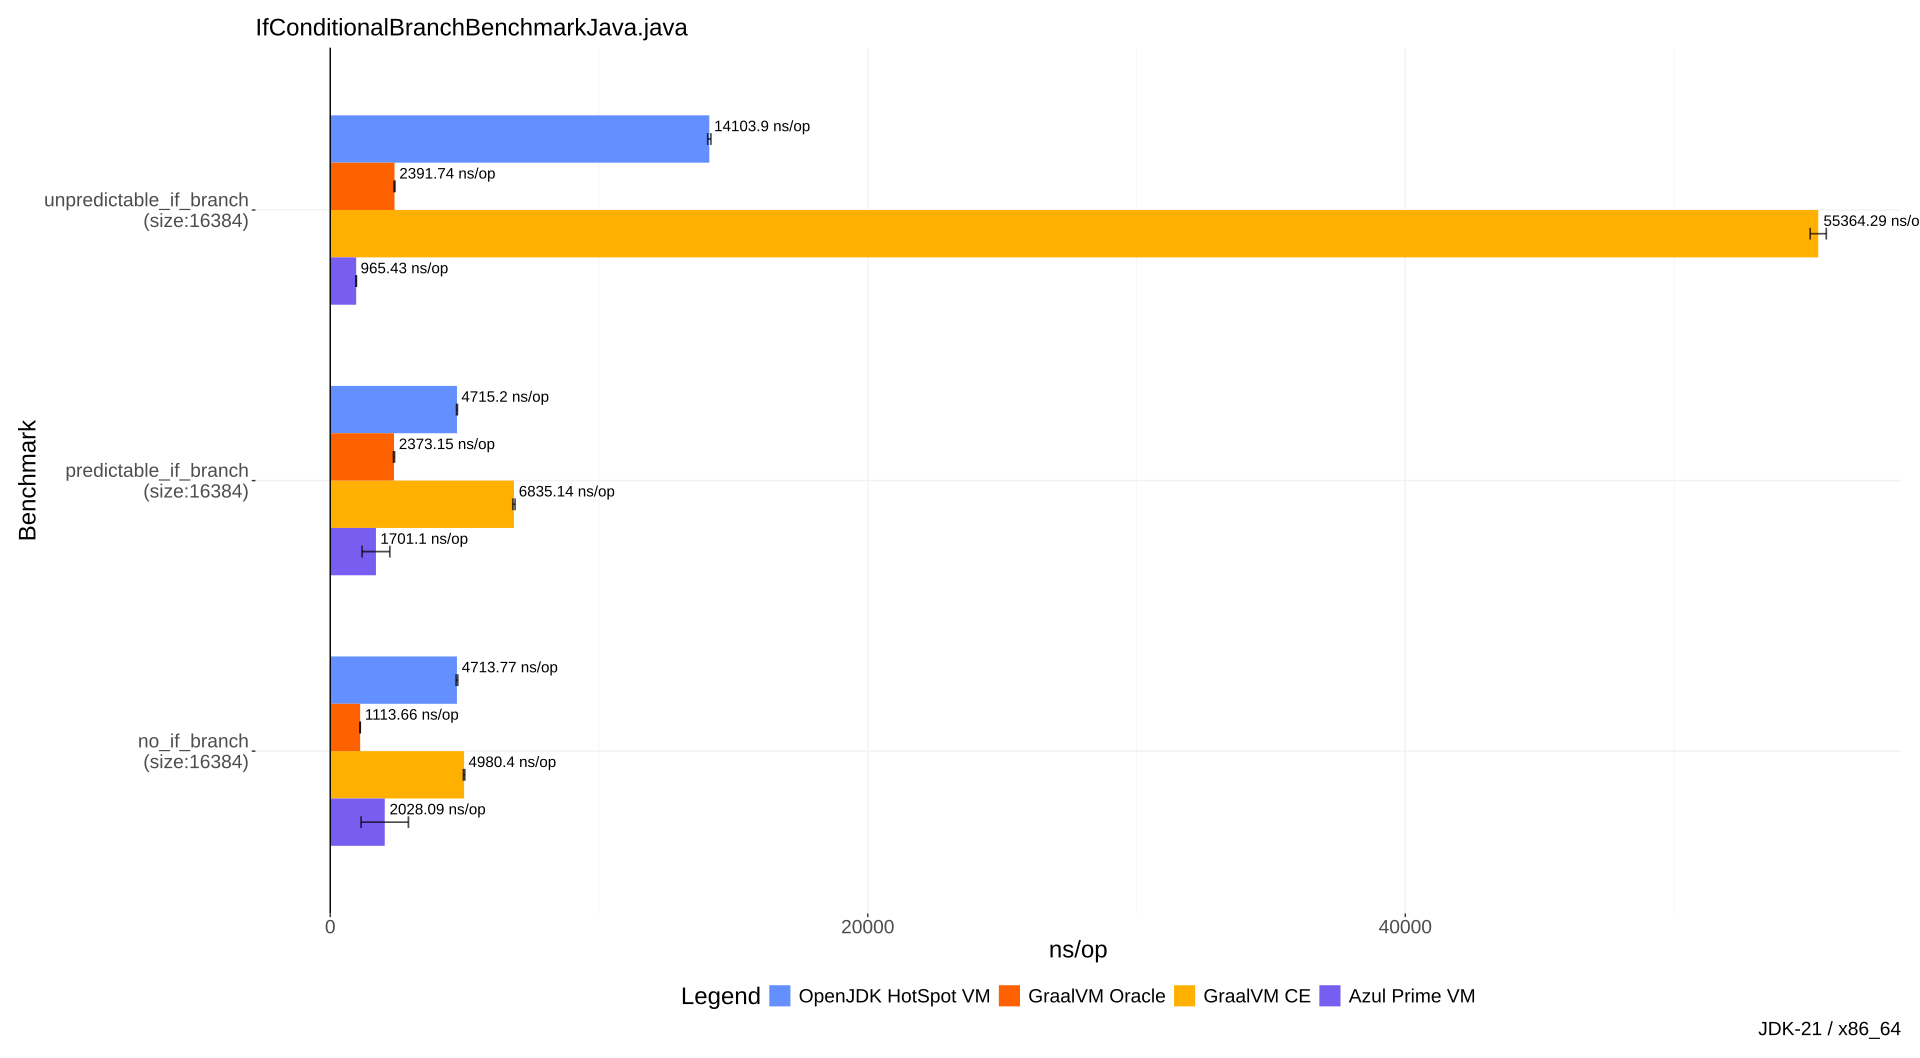 IfConditionalBranchBenchmarkJava.java
14103.9 ns/op
2391.74 ns/op
unpredictable_if_branch
(size:16384)
55364.29 ns/o
965.43 ns/op
4715.2 ns/op
2373.15 ns/op
predictable_if_branch
(size:16384)
6835.14 ns/op
1701.1 ns/op
Benchmark
4713.77 ns/op
1113.66 ns/op
no_if_branch
(size:16384)
4980.4 ns/op
2028.09 ns/op
0 20000 40000
ns/op
Legend OpenJDK HotSpot VM GraalVM Oracle GraalVM CE Azul Prime VM
JDK-21 / x86_64